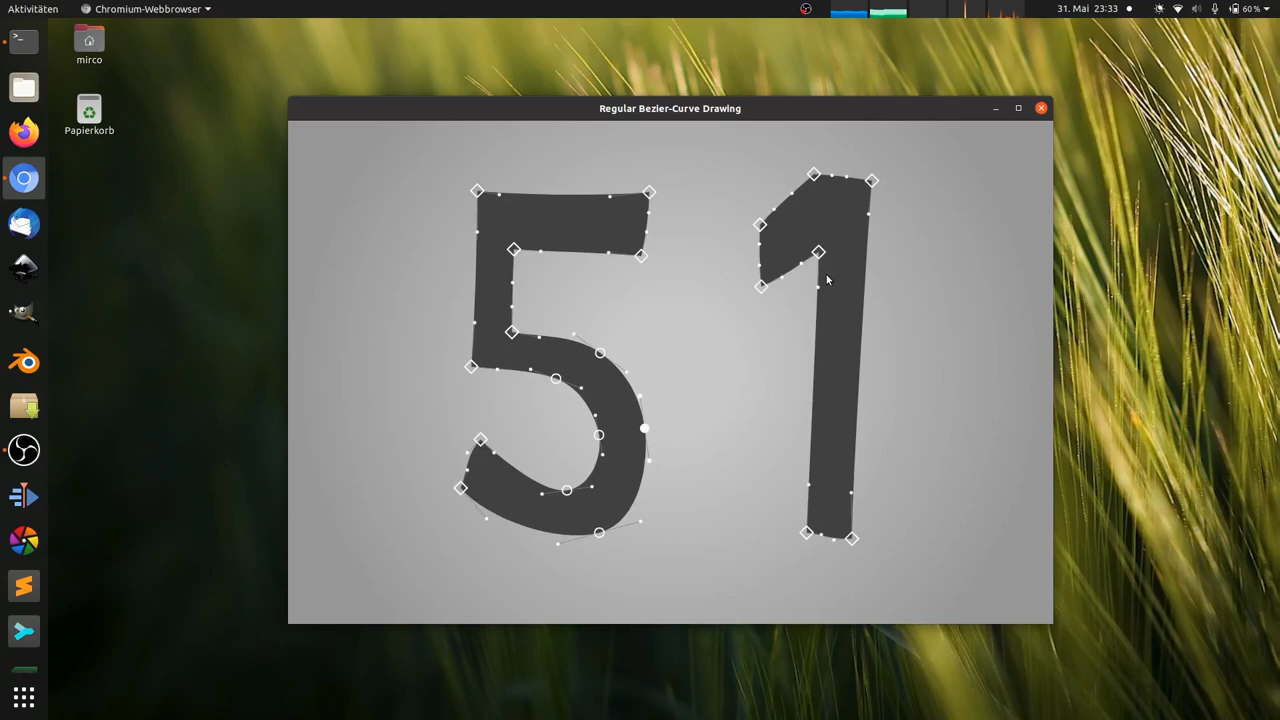 Aktivitäten
Chromium-Webbrowser
31. Mai 23:33
60 %
mirco
Papierkorb
Regular Bezier-Curve Drawing
51